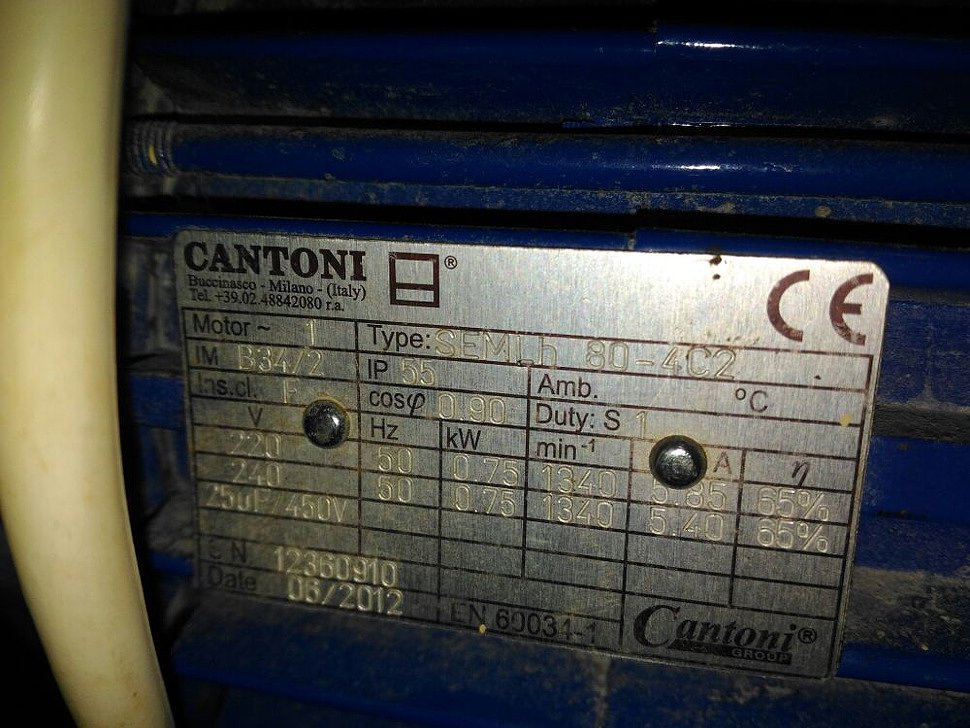 CANTONI ®
Buccinasco - Milano - (Italy)
Tel. +39.02.48842080 r.a.
CE
Motor ~ 1 Type: SEMLh 80-4C2
IM B34/2 IP 55 Amb. °C
Ins.cl. F cosφ 0.90 Duty: S 1
V Hz kW min-1 A η
220 50 0.75 1340 5.85 65%
240 50 0.75 1340 5.40 65%
25uF/450V
S N 12360910
Date 06/2012 EN 60034-1
Cantoni®
GROUP